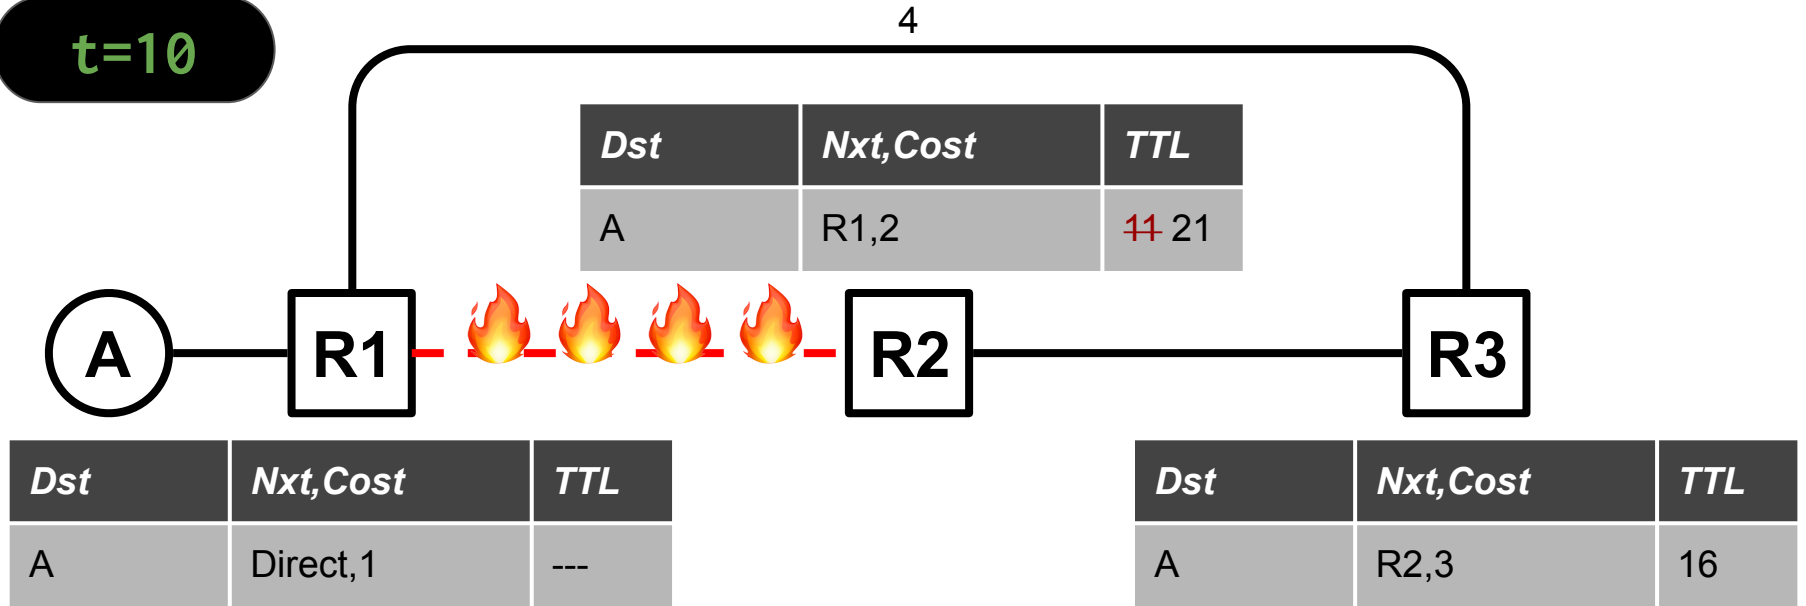 t=10
4
Dst Nxt,Cost TTL
A R1,2 11 21
A R1 R2 R3
Dst Nxt,Cost TTL
A Direct,1 ---
Dst Nxt,Cost TTL
A R2,3 16